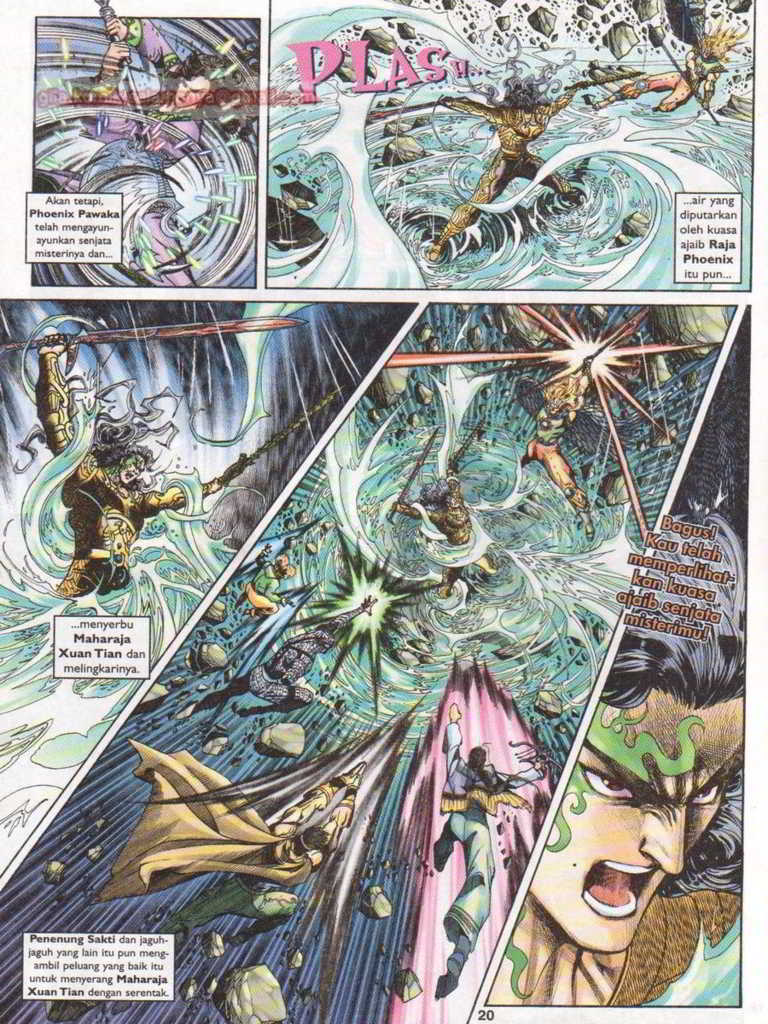 PLASH...
Akan tetapi,
Phoenix Pawaka
telah mengayun-
ayunkan senjata
misterinya dan...
...air yang
diputarkan
oleh kuasa
ajaib Raja
Phoenix
itu pun...
...menyerbu
Maharaja
Xuan Tian dan
melingkarinya.
Bagus!
Kau telah
memperlihat-
kan kuasa
ajaib senjata
misterimu!
Penenung Sakti dan jaguh-
jaguh yang lain itu pun meng-
ambil peluang yang baik itu
untuk menyerang Maharaja
Xuan Tian dengan serentak.
20